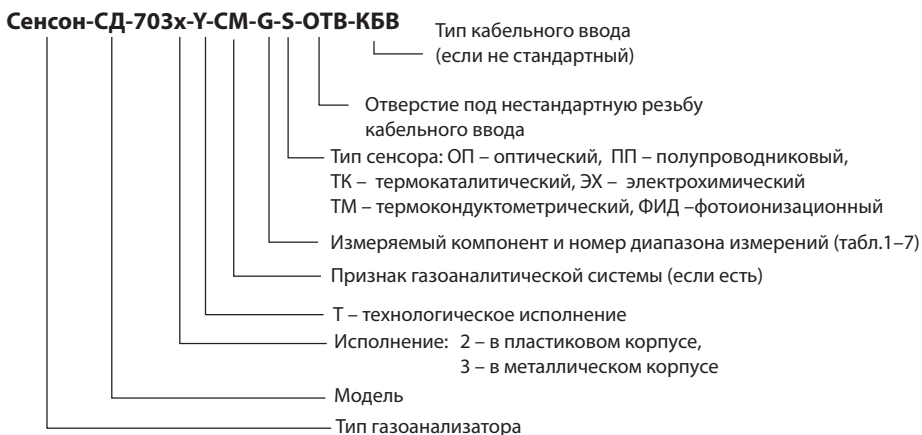 Сенсон-СД-703х-Y-СМ-G-S-ОТВ-КБВ
Тип кабельного ввода
(если не стандартный)
Отверстие под нестандартную резьбу
кабельного ввода
Тип сенсора: ОП – оптический, ПП – полупроводниковый,
ТК – термокаталитический, ЭХ – электрохимический
ТМ – термокондуктометрический, ФИД –фотоионизационный
Измеряемый компонент и номер диапазона измерений (табл.1–7)
Признак газоаналитической системы (если есть)
Т – технологическое исполнение
Исполнение: 2 – в пластиковом корпусе,
3 – в металлическом корпусе
Модель
Тип газоанализатора